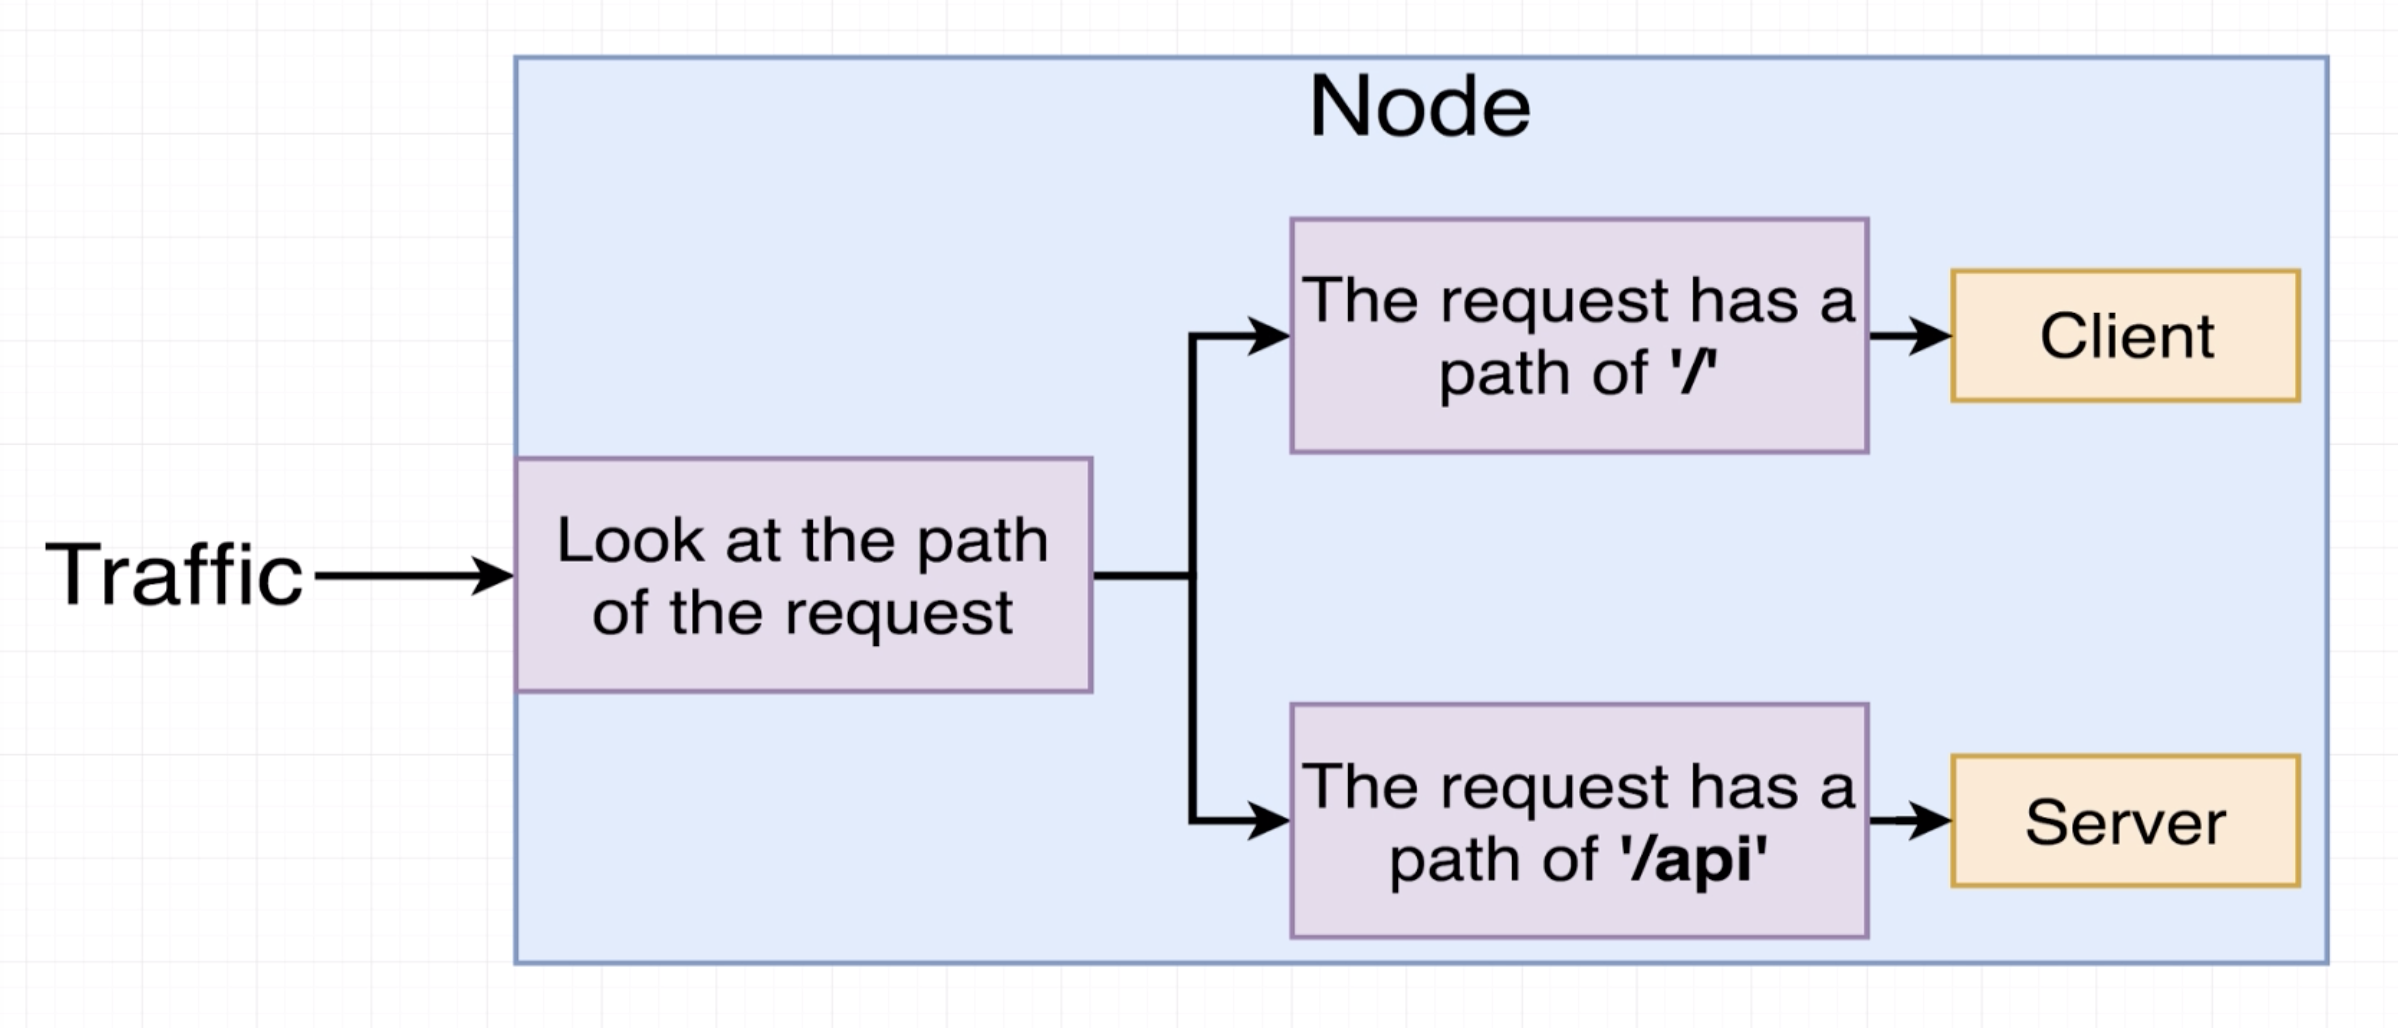 Node
Traffic
Look at the path
of the request
The request has a
path of '/'
Client
The request has a
path of '/api'
Server